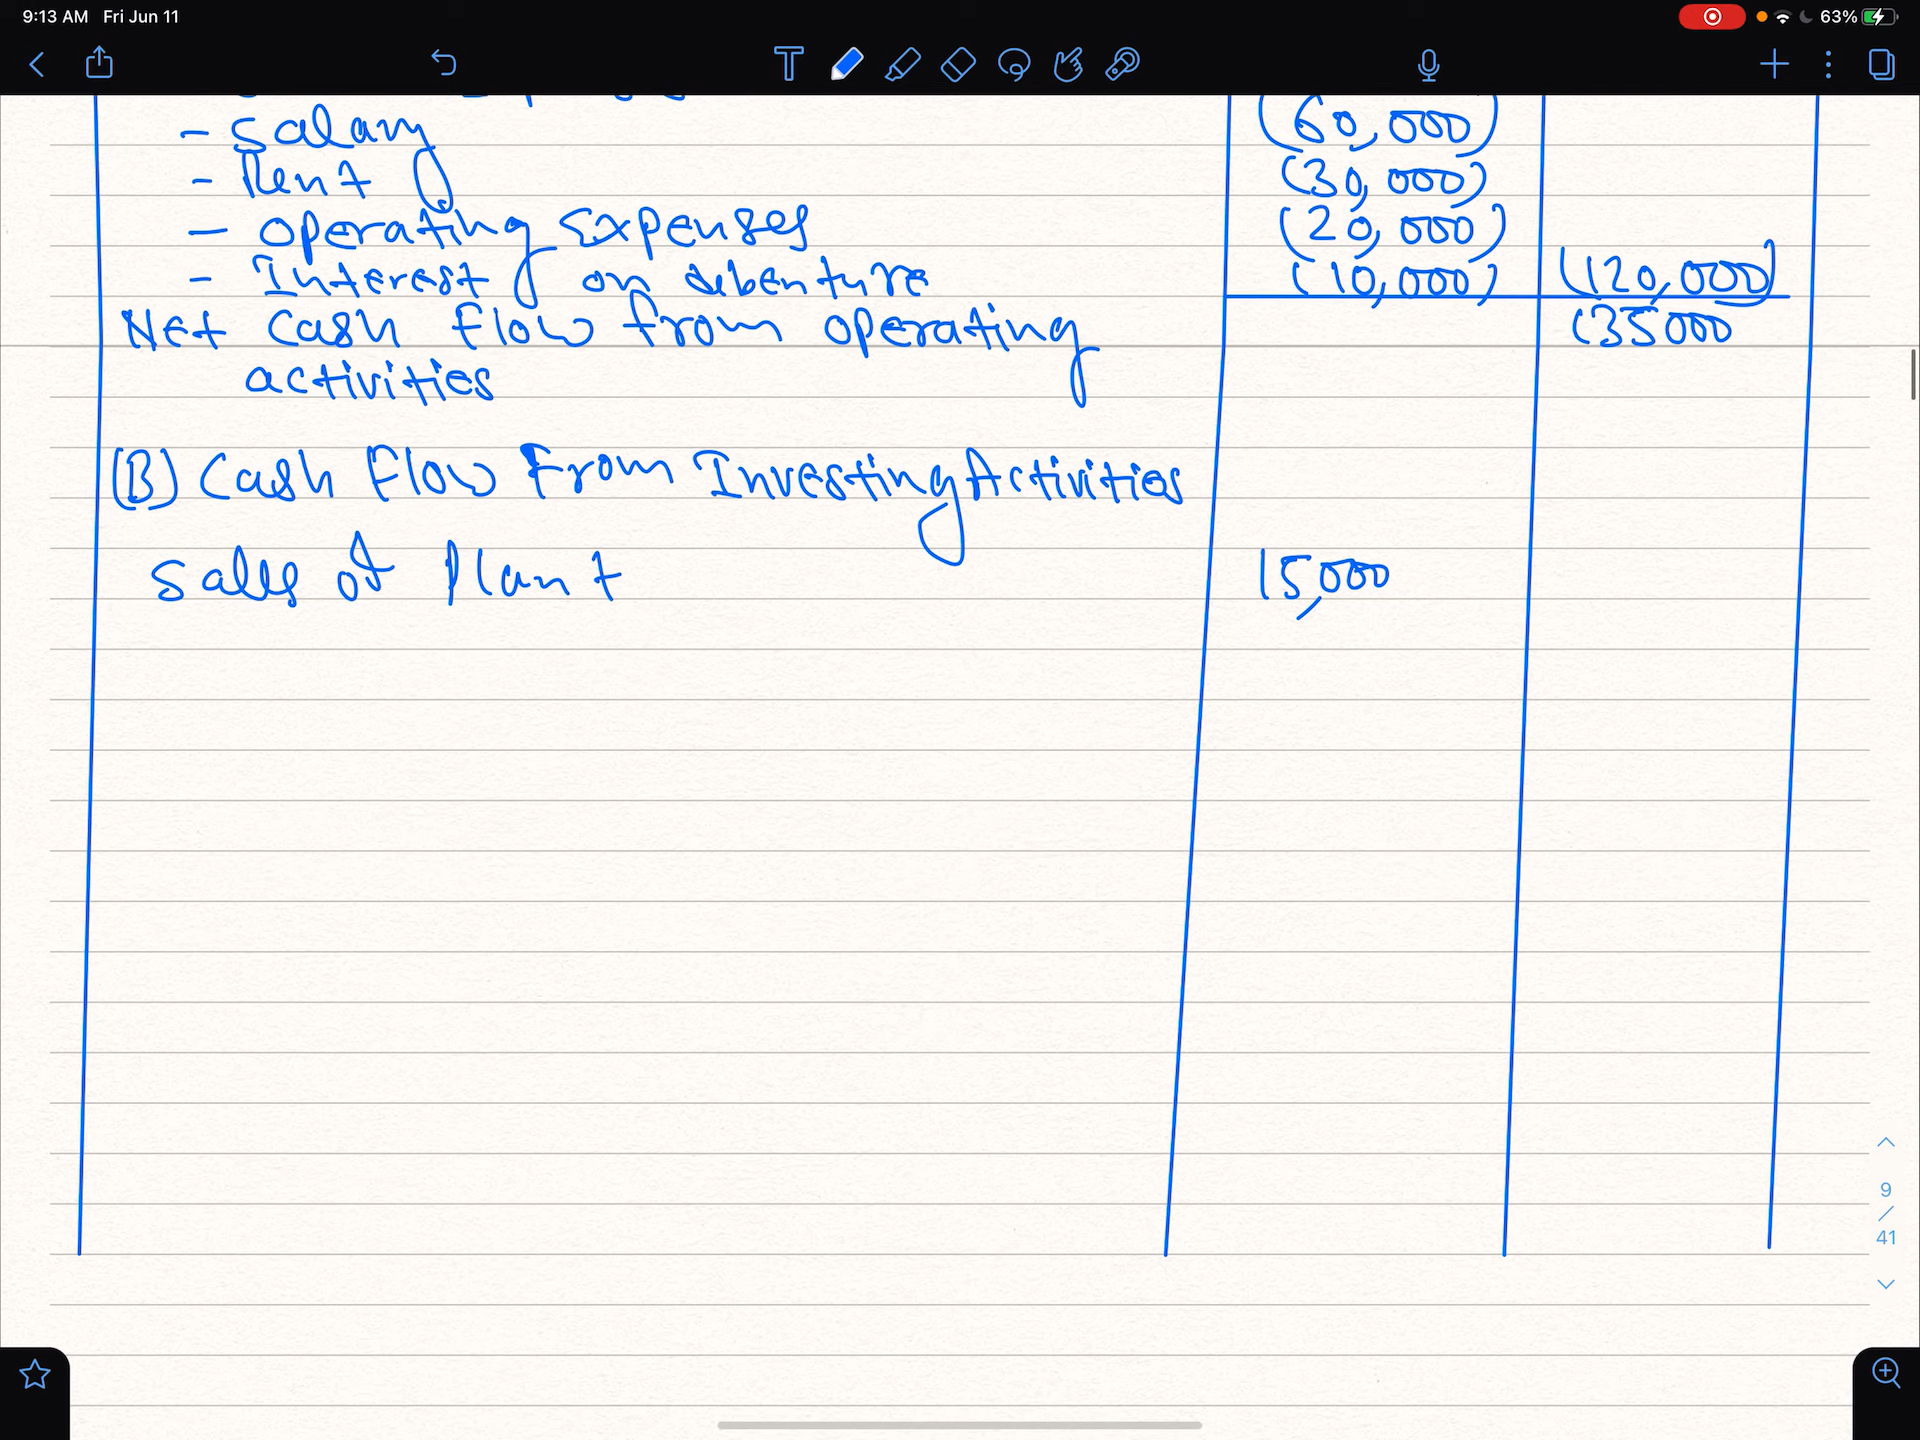 9:13 AM Fri Jun 11
63%
- Salary (60,000)
- Rent (30,000)
- Operating Expenses (20,000)
- Interest on debenture (10,000) (120,000)
Net Cash Flow from operating (35000
activities
(B) Cash Flow From Investing Activities
Sales of Plant 15,000
9
/
41